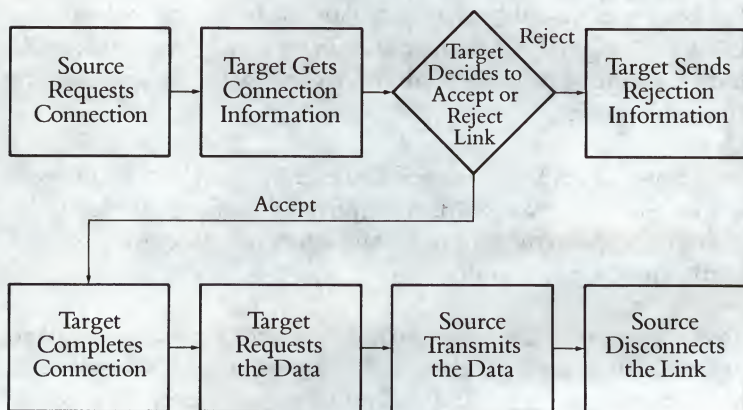 Source
Requests
Connection
Target Gets
Connection
Information
Target
Decides to
Accept or
Reject
Link
Reject
Target Sends
Rejection
Information
Accept
Target
Completes
Connection
Target
Requests
the Data
Source
Transmits
the Data
Source
Disconnects
the Link